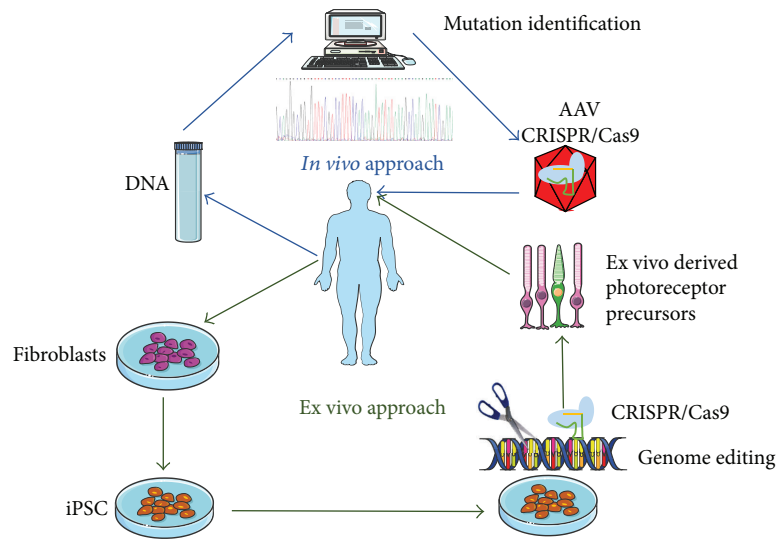 Mutation identification
AAV
CRISPR/Cas9
In vivo approach
DNA
Ex vivo derived
photoreceptor
precursors
Fibroblasts
Ex vivo approach
CRISPR/Cas9
Genome editing
iPSC